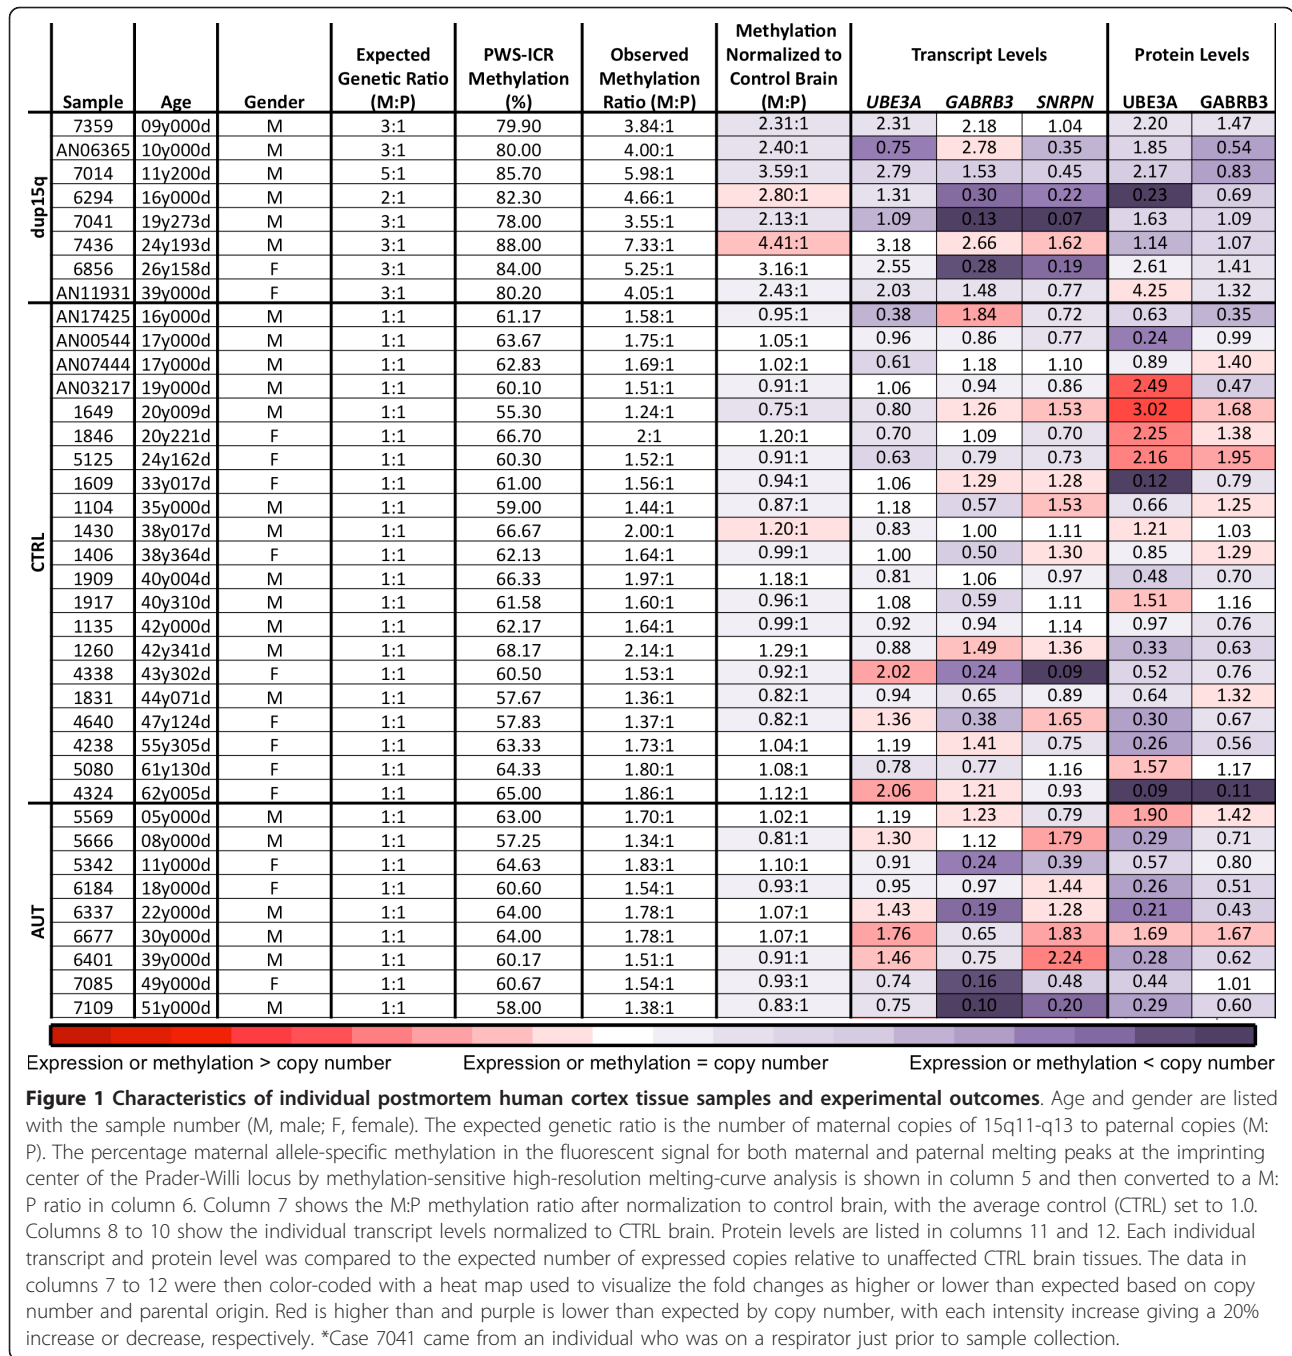 Sample Age Gender Expected Genetic Ratio (M:P) PWS-ICR Methylation (%) Observed Methylation Ratio (M:P) Methylation Normalized to Control Brain (M:P) Transcript Levels Protein Levels
UBE3A GABRB3 SNRPN UBE3A GABRB3
dup15q
7359 09y000d M 3:1 79.90 3.84:1 2.31:1 2.31 2.18 1.04 2.20 1.47
AN06365 10y000d M 3:1 80.00 4.00:1 2.40:1 0.75 2.78 0.35 1.85 0.54
7014 11y200d M 5:1 85.70 5.98:1 3.59:1 2.79 1.53 0.45 2.17 0.83
6294 16y000d M 2:1 82.30 4.66:1 2.80:1 1.31 0.30 0.22 0.23 0.69
7041 19y273d M 3:1 78.00 3.55:1 2.13:1 1.09 0.13 0.07 1.63 1.09
7436 24y193d M 3:1 88.00 7.33:1 4.41:1 3.18 2.66 1.62 1.14 1.07
6856 26y158d F 3:1 84.00 5.25:1 3.16:1 2.55 0.28 0.19 2.61 1.41
AN11931 39y000d F 3:1 80.20 4.05:1 2.43:1 2.03 1.48 0.77 4.25 1.32
CTRL
AN17425 16y000d M 1:1 61.17 1.58:1 0.95:1 0.38 1.84 0.72 0.63 0.35
AN00544 17y000d M 1:1 63.67 1.75:1 1.05:1 0.96 0.86 0.77 0.24 0.99
AN07444 17y000d M 1:1 62.83 1.69:1 1.02:1 0.61 1.18 1.10 0.89 1.40
AN03217 19y000d M 1:1 60.10 1.51:1 0.91:1 1.06 0.94 0.86 2.49 0.47
1649 20y009d M 1:1 55.30 1.24:1 0.75:1 0.80 1.26 1.53 3.02 1.68
1846 20y221d F 1:1 66.70 2:1 1.20:1 0.70 1.09 0.70 2.25 1.38
5125 24y162d F 1:1 60.30 1.52:1 0.91:1 0.63 0.79 0.73 2.16 1.95
1609 33y017d F 1:1 61.00 1.56:1 0.94:1 1.06 1.29 1.28 0.12 0.79
1104 35y000d M 1:1 59.00 1.44:1 0.87:1 1.18 0.57 1.53 0.66 1.25
1430 38y017d M 1:1 66.67 2.00:1 1.20:1 0.83 1.00 1.11 1.21 1.03
1406 38y364d F 1:1 62.13 1.64:1 0.99:1 1.00 0.50 1.30 0.85 1.29
1909 40y004d M 1:1 66.33 1.97:1 1.18:1 0.81 1.06 0.97 0.48 0.70
1917 40y310d M 1:1 61.58 1.60:1 0.96:1 1.08 0.59 1.11 1.51 1.16
1135 42y000d M 1:1 62.17 1.64:1 0.99:1 0.92 0.94 1.14 0.97 0.76
1260 42y341d M 1:1 68.17 2.14:1 1.29:1 0.88 1.49 1.36 0.33 0.63
4338 43y302d F 1:1 60.50 1.53:1 0.92:1 2.02 0.24 0.09 0.52 0.76
1831 44y071d M 1:1 57.67 1.36:1 0.82:1 0.94 0.65 0.89 0.64 1.32
4640 47y124d F 1:1 57.83 1.37:1 0.82:1 1.36 0.38 1.65 0.30 0.67
4238 55y305d F 1:1 63.33 1.73:1 1.04:1 1.19 1.41 0.75 0.26 0.56
5080 61y130d F 1:1 64.33 1.80:1 1.08:1 0.78 0.77 1.16 1.57 1.17
4324 62y005d F 1:1 65.00 1.86:1 1.12:1 2.06 1.21 0.93 0.09 0.11
AUT
5569 05y000d M 1:1 63.00 1.70:1 1.02:1 1.19 1.23 0.79 1.90 1.42
5666 08y000d M 1:1 57.25 1.34:1 0.81:1 1.30 1.12 1.79 0.29 0.71
5342 11y000d F 1:1 64.63 1.83:1 1.10:1 0.91 0.24 0.39 0.57 0.80
6184 18y000d F 1:1 60.60 1.54:1 0.93:1 0.95 0.97 1.44 0.26 0.51
6337 22y000d M 1:1 64.00 1.78:1 1.07:1 1.43 0.19 1.28 0.21 0.43
6677 30y000d M 1:1 64.00 1.78:1 1.07:1 1.76 0.65 1.83 1.69 1.67
6401 39y000d M 1:1 60.17 1.51:1 0.91:1 1.46 0.75 2.24 0.28 0.62
7085 49y000d F 1:1 60.67 1.54:1 0.93:1 0.74 0.16 0.48 0.44 1.01
7109 51y000d M 1:1 58.00 1.38:1 0.83:1 0.75 0.10 0.20 0.29 0.60
Expression or methylation > copy number Expression or methylation = copy number Expression or methylation < copy number
Figure 1 Characteristics of individual postmortem human cortex tissue samples and experimental outcomes. Age and gender are listed
with the sample number (M, male; F, female). The expected genetic ratio is the number of maternal copies of 15q11-q13 to paternal copies (M:
P). The percentage maternal allele-specific methylation in the fluorescent signal for both maternal and paternal melting peaks at the imprinting
center of the Prader-Willi locus by methylation-sensitive high-resolution melting-curve analysis is shown in column 5 and then converted to a M:
P ratio in column 6. Column 7 shows the M:P methylation ratio after normalization to control brain, with the average control (CTRL) set to 1.0.
Columns 8 to 10 show the individual transcript levels normalized to CTRL brain. Protein levels are listed in columns 11 and 12. Each individual
transcript and protein level was compared to the expected number of expressed copies relative to unaffected CTRL brain tissues. The data in
columns 7 to 12 were then color-coded with a heat map used to visualize the fold changes as higher or lower than expected based on copy
number and parental origin. Red is higher than and purple is lower than expected by copy number, with each intensity increase giving a 20%
increase or decrease, respectively. *Case 7041 came from an individual who was on a respirator just prior to sample collection.